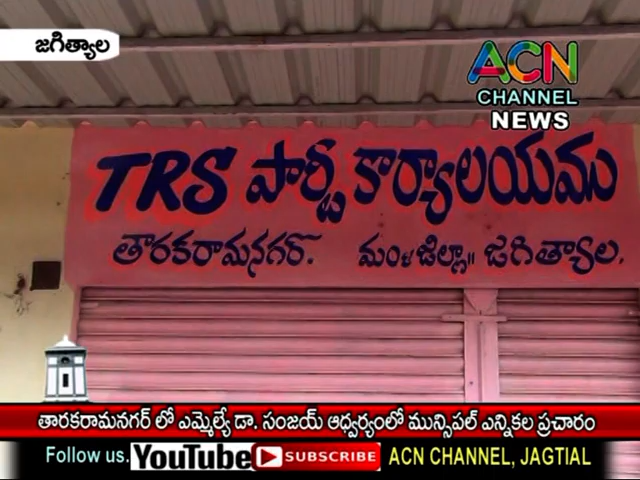 జగిత్యాల
ACN
CHANNEL
NEWS
TRS పార్టీ కార్యాలయము
తారకరామనగర్. మం॥జిల్లా॥ జగిత్యాల.
తారకరామనగర్ లో ఎమ్మెల్యే డా. సంజయ్ ఆధ్వర్యంలో మున్సిపల్ ఎన్నికల ప్రచారం
Follow us. YouTube SUBSCRIBE ACN CHANNEL, JAGTIAL